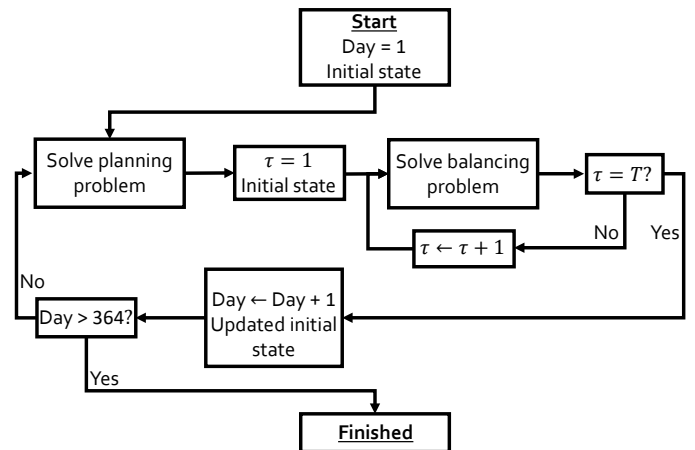 Start
Day = 1
Initial state
Solve planning
problem
τ = 1
Initial state
Solve balancing
problem
τ = T?
No
Yes
τ ← τ + 1
No
Day > 364?
Day ← Day + 1
Updated initial
state
Yes
Finished